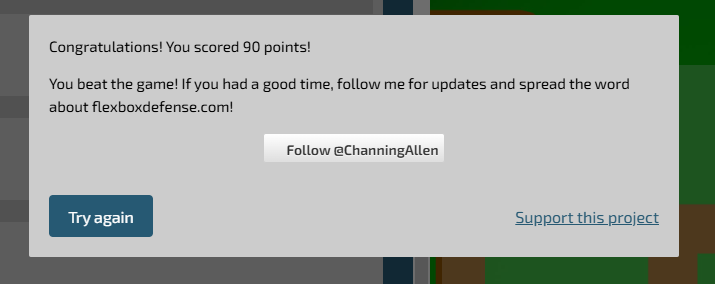 Congratulations! You scored 90 points!
You beat the game! If you had a good time, follow me for updates and spread the word
about flexboxdefense.com!
Follow @ChanningAllen
Try again
Support this project